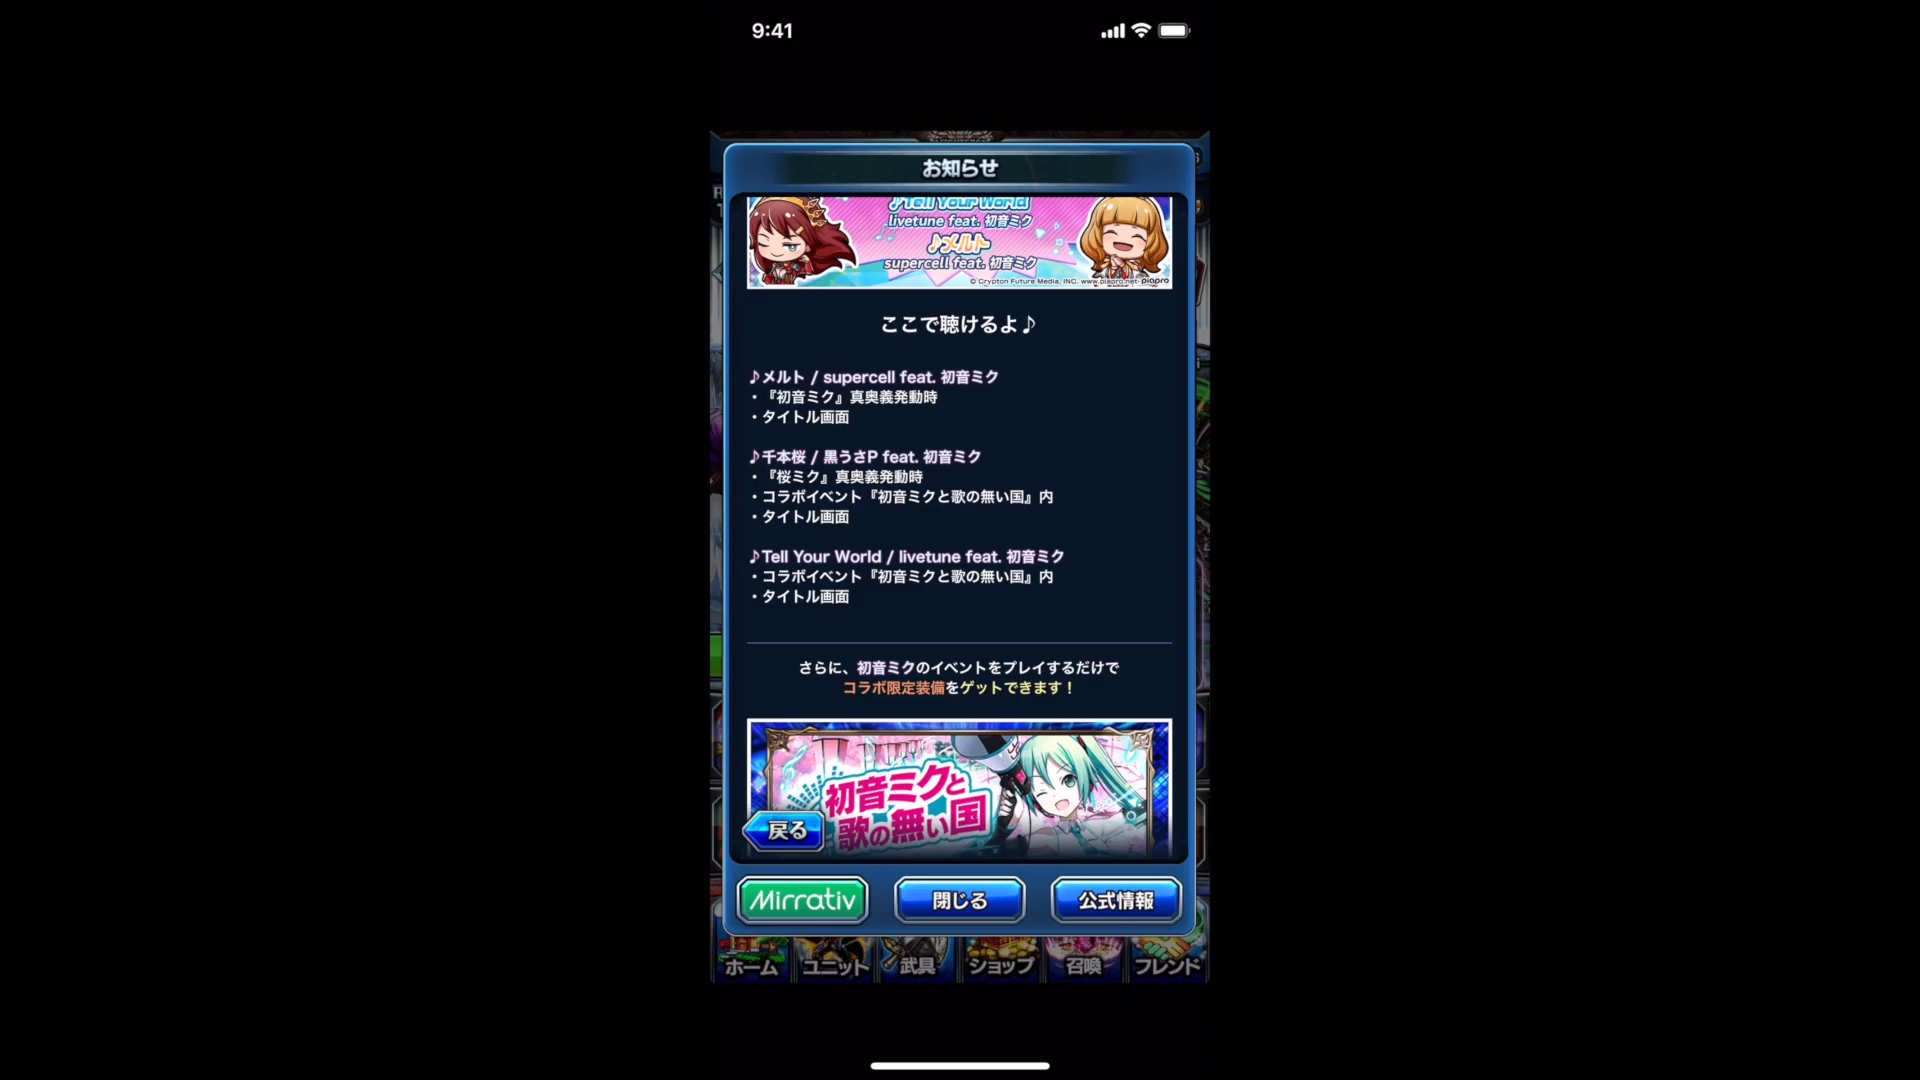 9:41
お知らせ
♪Tell Your World
livetune feat. 初音ミク
♪メルト
supercell feat. 初音ミク
© Crypton Future Media, INC. www.piapro.net piapro
ここで聴けるよ♪
♪メルト / supercell feat. 初音ミク
・『初音ミク』真奥義発動時
・タイトル画面
♪千本桜 / 黒うさP feat. 初音ミク
・『桜ミク』真奥義発動時
・コラボイベント『初音ミクと歌の無い国』内
・タイトル画面
♪Tell Your World / livetune feat. 初音ミク
・コラボイベント『初音ミクと歌の無い国』内
・タイトル画面
さらに、初音ミクのイベントをプレイするだけで
コラボ限定装備をゲットできます！
初音ミクと
歌の無い国
戻る
Mirrativ
閉じる
公式情報
ホーム
ユニット
武具
ショップ
召喚
フレンド